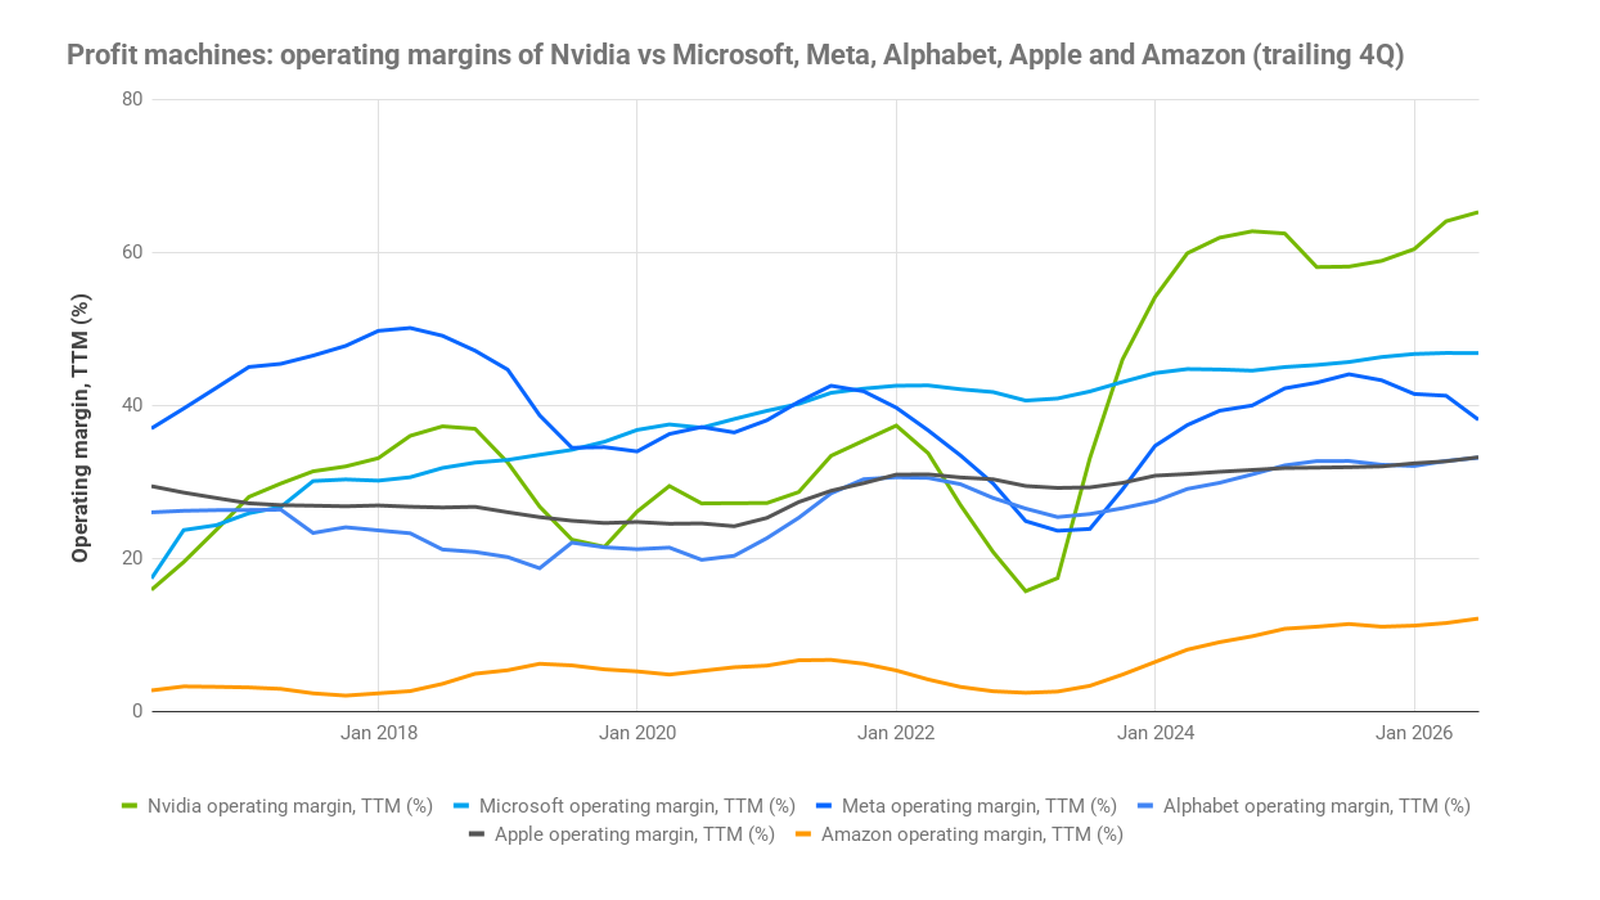 Profit machines: operating margins of Nvidia vs Microsoft, Meta, Alphabet, Apple and Amazon (trailing 4Q)
Operating margin, TTM (%)
80
60
40
20
0
Jan 2018
Jan 2020
Jan 2022
Jan 2024
Jan 2026
Nvidia operating margin, TTM (%)
Microsoft operating margin, TTM (%)
Meta operating margin, TTM (%)
Alphabet operating margin, TTM (%)
Apple operating margin, TTM (%)
Amazon operating margin, TTM (%)